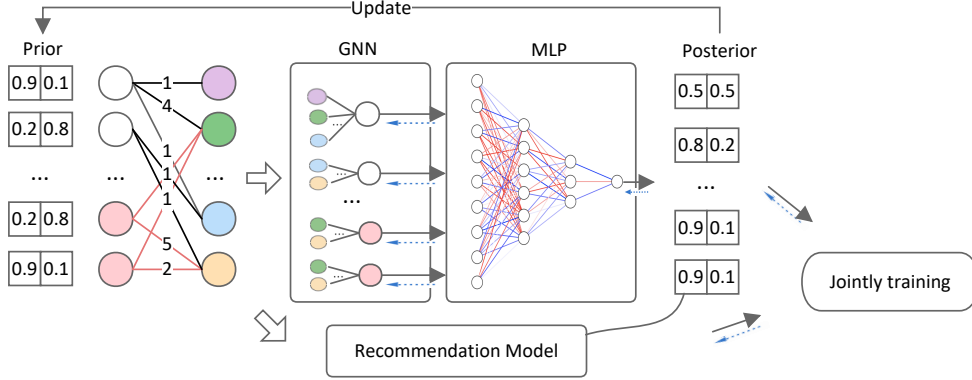 Update
Prior
GNN
MLP
Posterior
0.9 0.1
1
4
0.5 0.5
0.2 0.8
...
1
0.8 0.2
... ... 1 ...
...
1
...
0.2 0.8
...
0.9 0.1
5
0.9 0.1
2
...
0.9 0.1
Jointly training
Recommendation Model